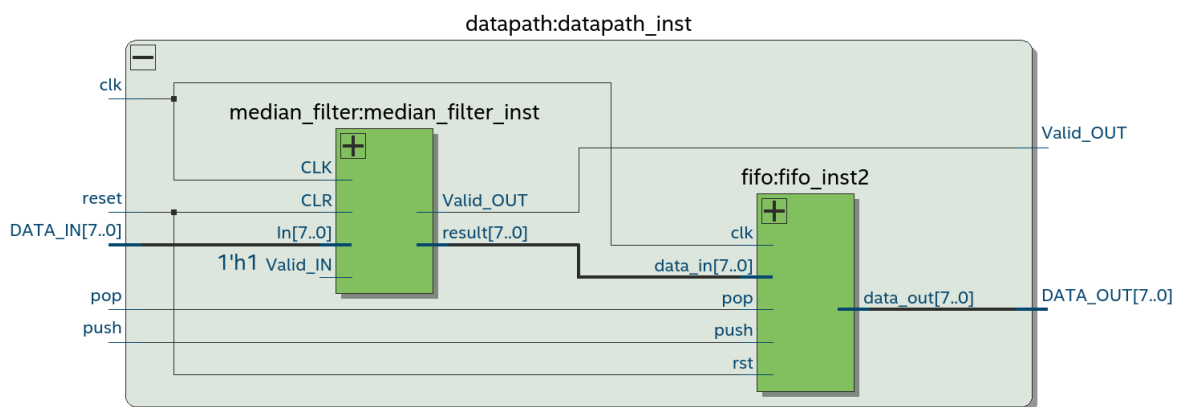 datapath:datapath_inst
clk
median_filter:median_filter_inst
CLK
Valid_OUT
fifo:fifo_inst2
reset
CLR
Valid_OUT
DATA_IN[7..0]
In[7..0]
result[7..0]
clk
1'h1 Valid_IN
data_in[7..0]
pop
pop
data_out[7..0]
DATA_OUT[7..0]
push
push
rst